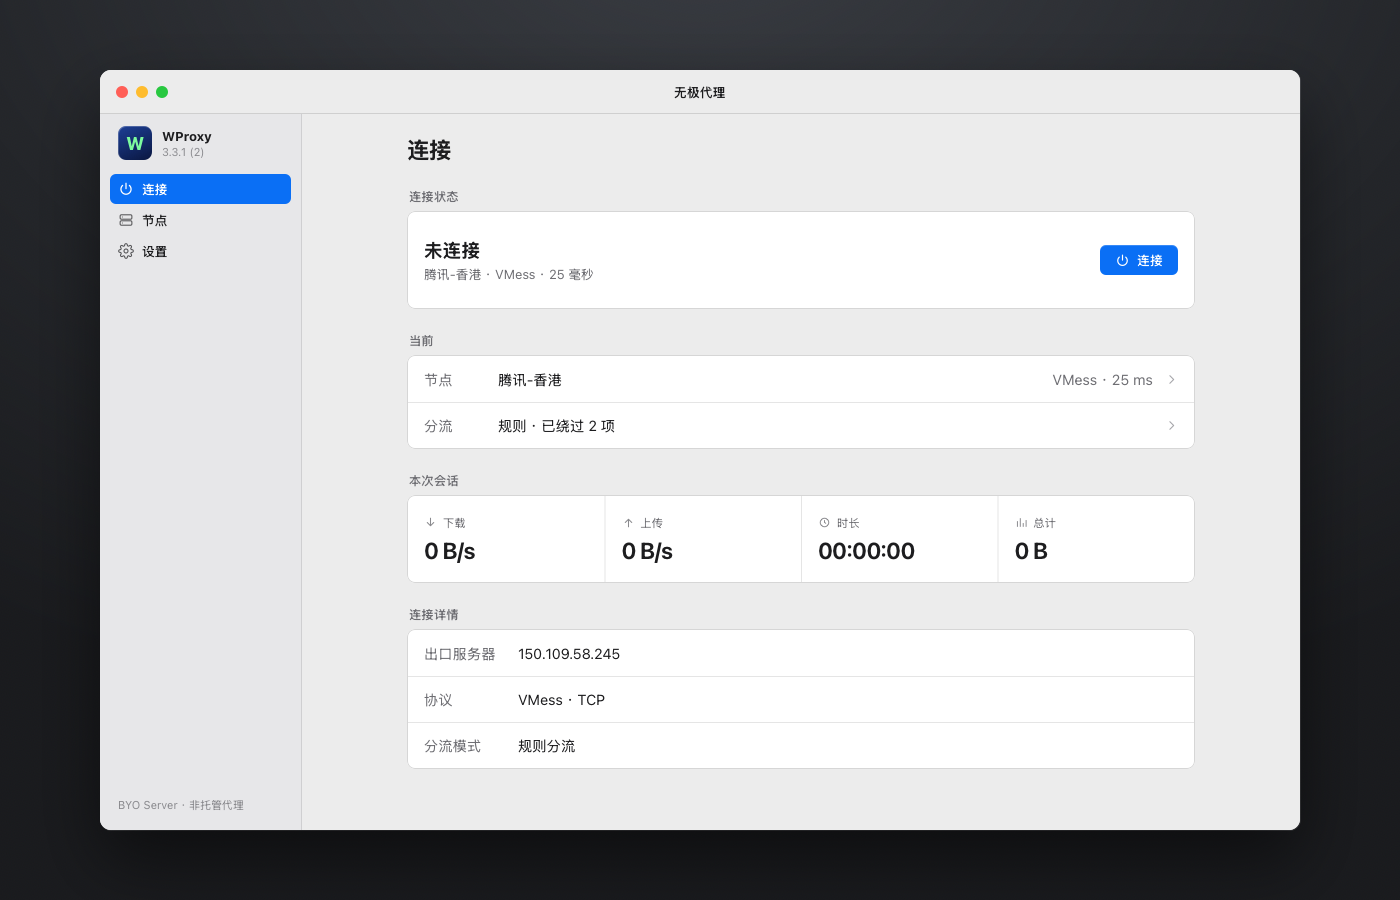 无极代理
W
WProxy
3.3.1 (2)
连接
节点
设置
BYO Server · 非托管代理
连接
连接状态
未连接
腾讯-香港 · VMess · 25 毫秒
连接
当前
节点 腾讯-香港 VMess · 25 ms
分流 规则 · 已绕过 2 项
本次会话
下载 上传 时长 总计
0 B/s 0 B/s 00:00:00 0 B
连接详情
出口服务器 150.109.58.245
协议 VMess · TCP
分流模式 规则分流